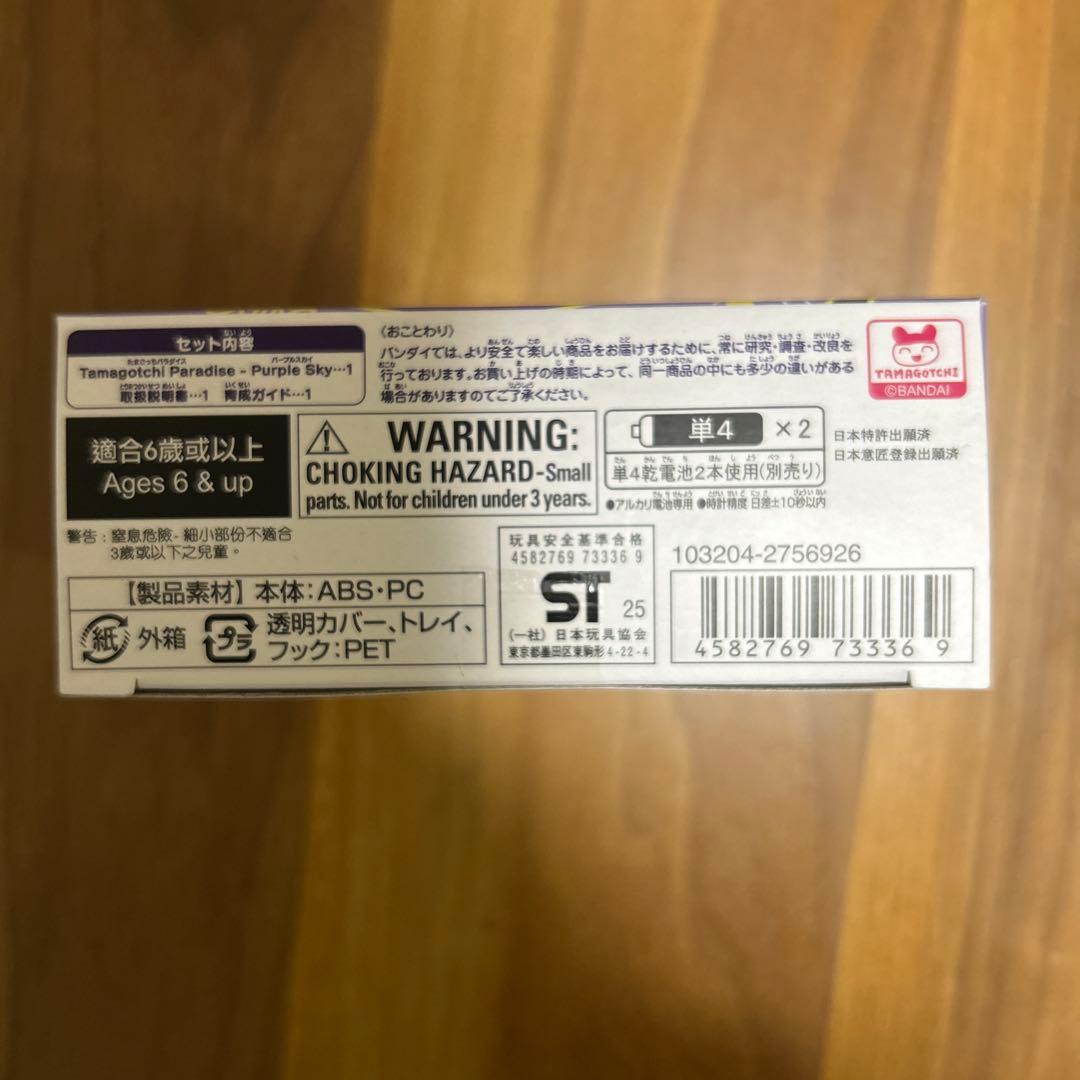 セット内容
Tamagotchi Paradise - Purple Sky…1
取扱説明書…1 育成ガイド…1
〈おことわり〉
バンダイでは、より安全で楽しい商品をお届けするために、常に研究・調査・改良を
行っております。お買い上げの時期によって、同一商品の中にも多少の違いがある
場合がありますのでご了承ください。
TAMAGOTCHI
©BANDAI
適合6歲或以上
Ages 6 & up
WARNING:
CHOKING HAZARD-Small
parts. Not for children under 3 years.
単4 ×2
単4乾電池2本使用(別売り)
●アルカリ電池専用 ●時計精度 日差±10秒以内
日本特許出願済
日本意匠登録出願済
警告：窒息危險- 細小部份不適合
3歲或以下之兒童。
【製品素材】本体：ABS・PC
紙 外箱
プラ 透明カバー、トレイ、
フック：PET
玩具安全基準合格
4582769 73336 9
ST 25
(一社) 日本玩具協会
東京都墨田区東駒形4-22-4
103204-2756926
4582769 73336 9